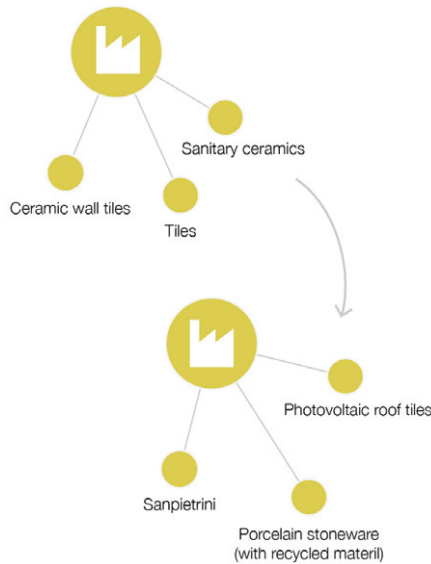 Sanitary ceramics
Ceramic wall tiles
Tiles
Photovoltaic roof tiles
Sanpietrini
Porcelain stoneware
(with recycled materil)